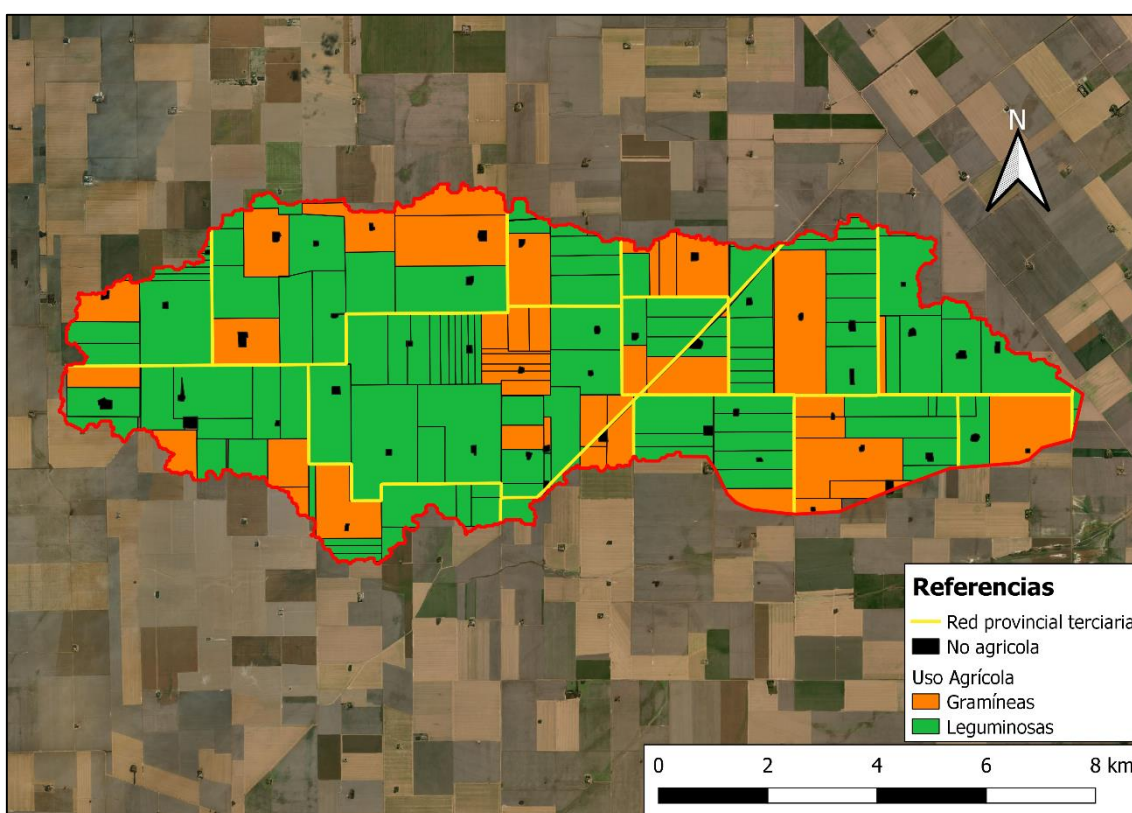 N
Referencias
Red provincial terciaria
No agricola
Uso Agrícola
Gramíneas
Leguminosas
0 2 4 6 8 km